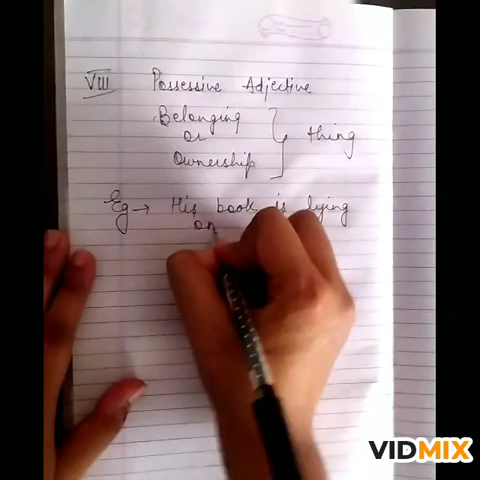 VIII Possessive Adjective
Belonging
or
Ownership
thing
Eg → His book is lying
on
VIDMIX